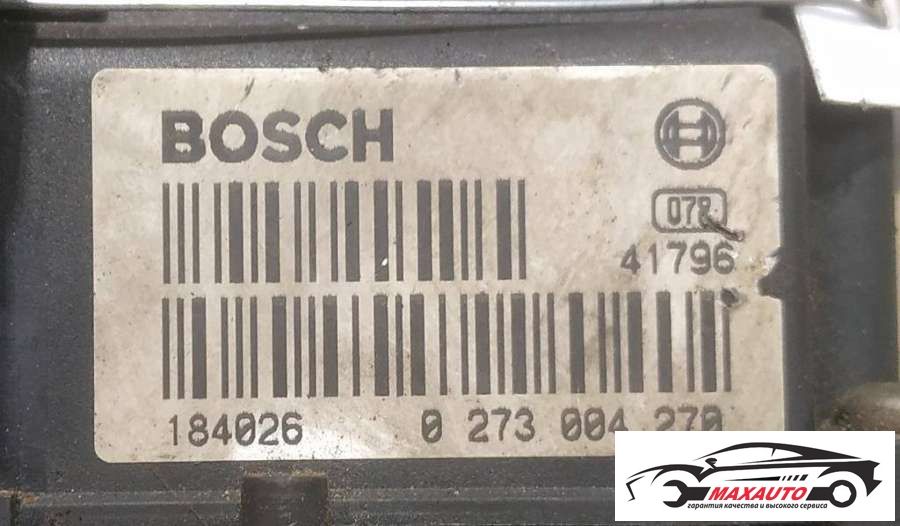 BOSCH
078
41796
184026 0 273 004 270
MAXAUTO
гарантия качества и высокого сервиса